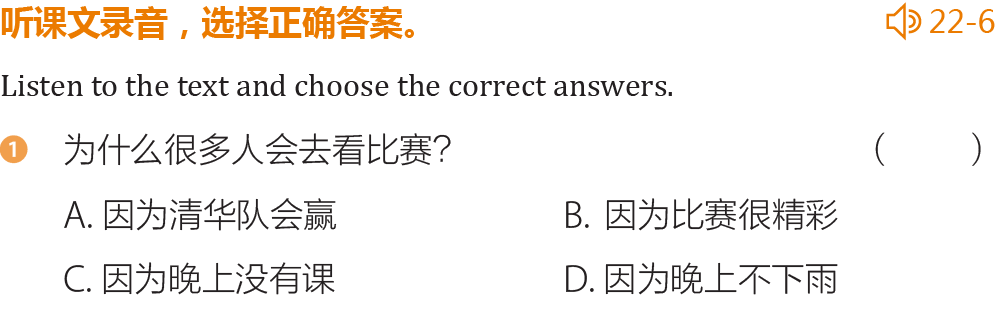 听课文录音，选择正确答案。 22-6
Listen to the text and choose the correct answers.
1 为什么很多人会去看比赛? ( )
A. 因为清华队会赢 B. 因为比赛很精彩
C. 因为晚上没有课 D. 因为晚上不下雨